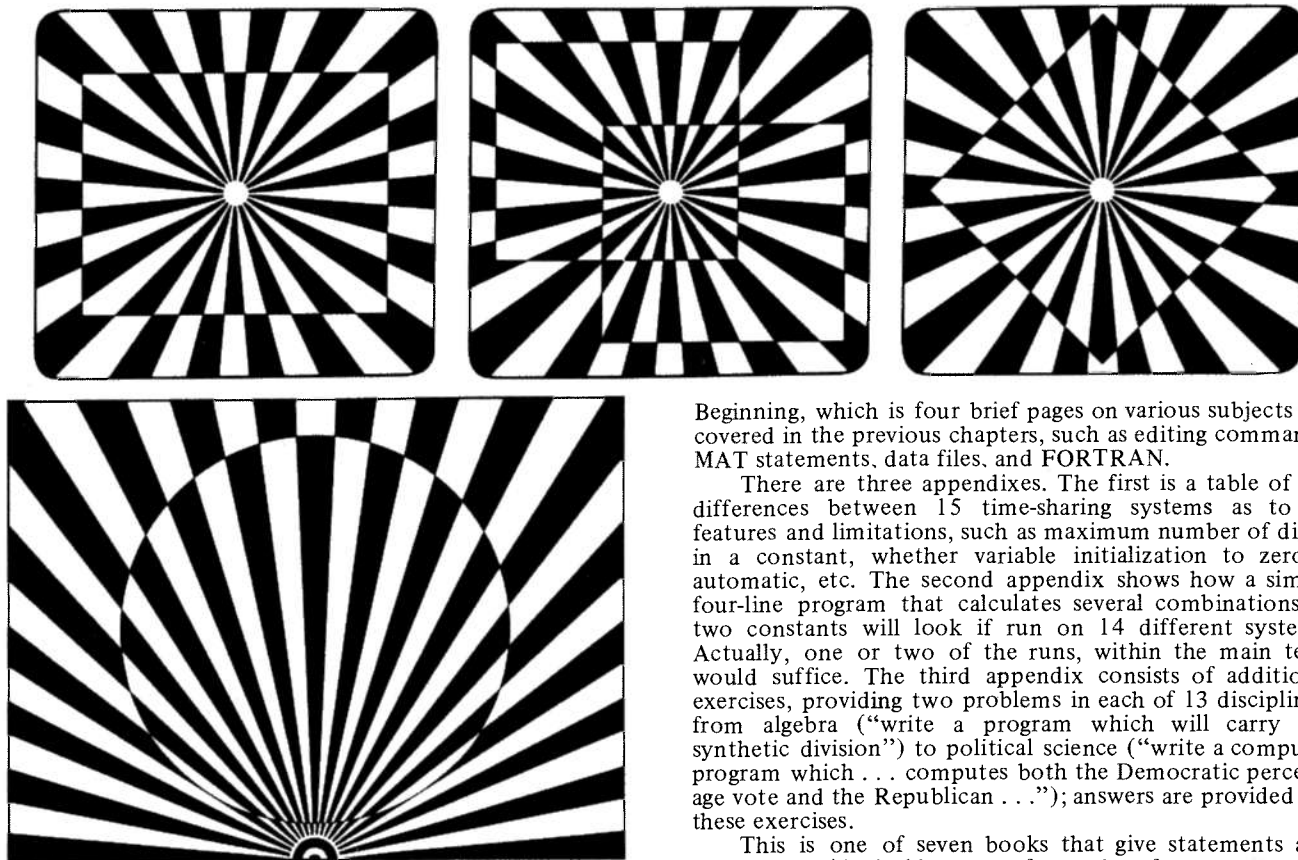 Beginning, which is four brief pages on various subjects
covered in the previous chapters, such as editing comman
MAT statements, data files, and FORTRAN.
There are three appendixes. The first is a table of
differences between 15 time-sharing systems as to
features and limitations, such as maximum number of di
in a constant, whether variable initialization to zero
automatic, etc. The second appendix shows how a sim
four-line program that calculates several combinations
two constants will look if run on 14 different syste
Actually, one or two of the runs, within the main te
would suffice. The third appendix consists of addition
exercises, providing two problems in each of 13 disciplin
from algebra ("write a program which will carry
synthetic division") to political science ("write a compu
program which . . . computes both the Democratic perce
age vote and the Republican . . ."); answers are provided
these exercises.
This is one of seven books that give statements a